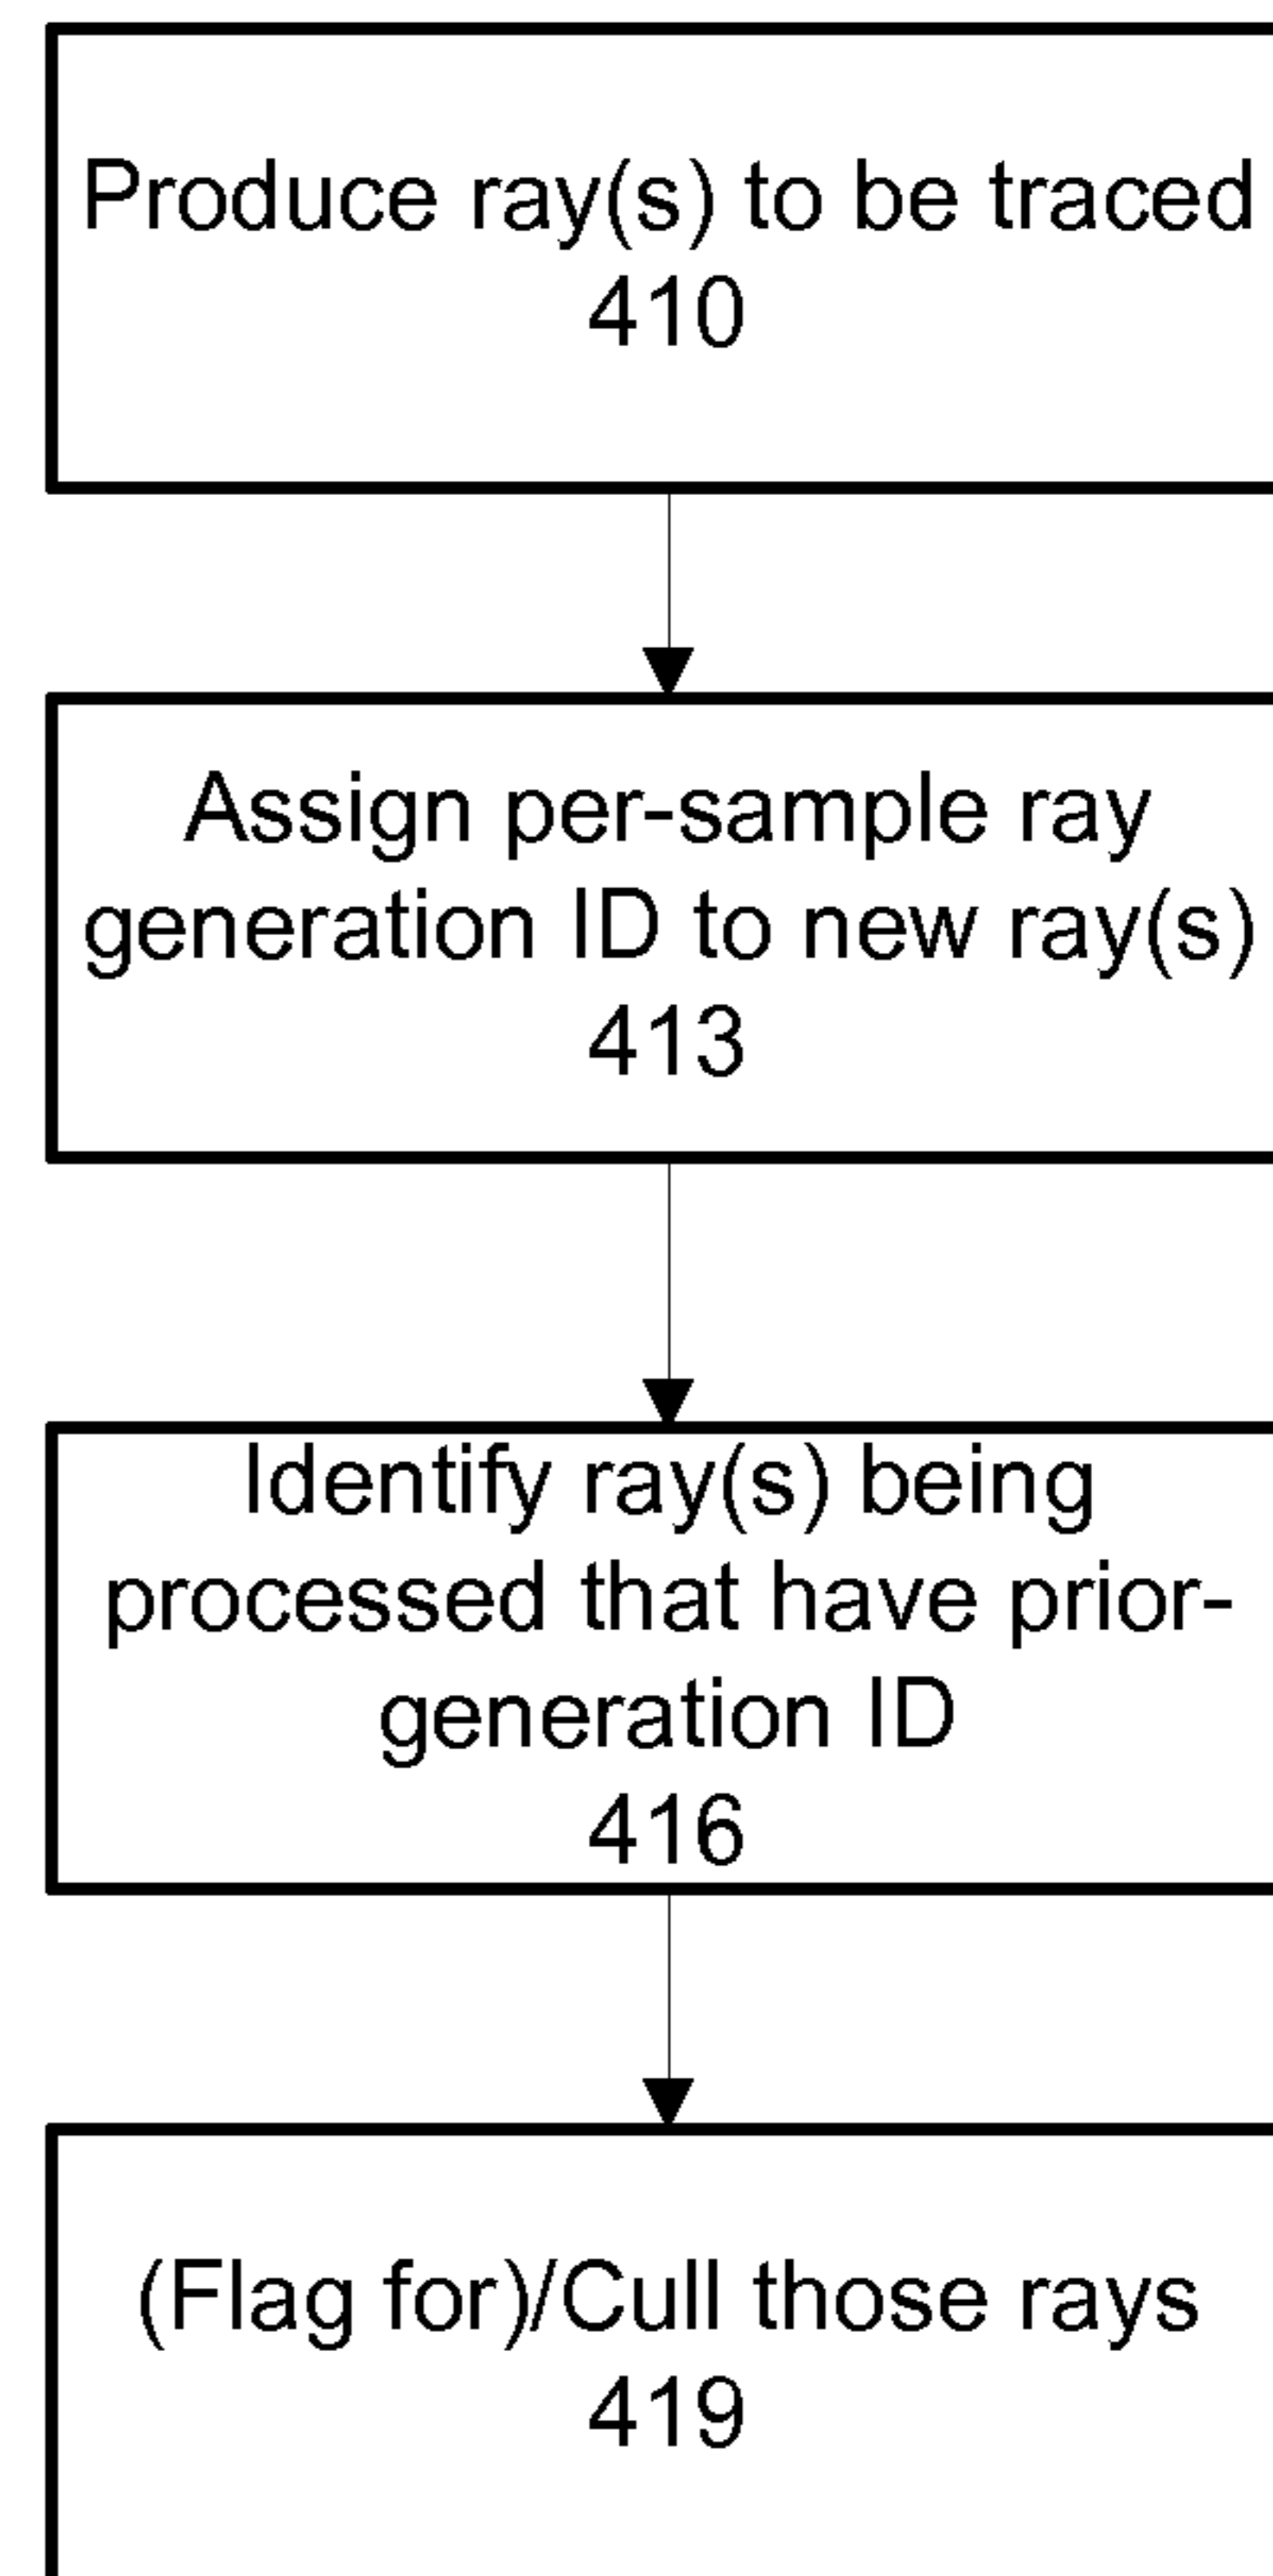 Produce ray(s) to be traced
410
Assign per-sample ray
generation ID to new ray(s)
413
Identify ray(s) being
processed that have prior-
generation ID
416
(Flag for)/Cull those rays
419